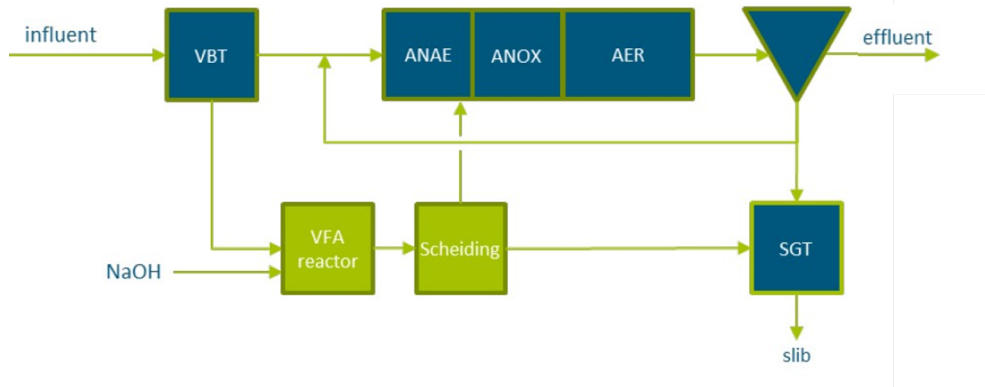 influent
VBT
ANAE
ANOX
AER
effluent
VFA
reactor
Scheiding
SGT
NaOH
slib